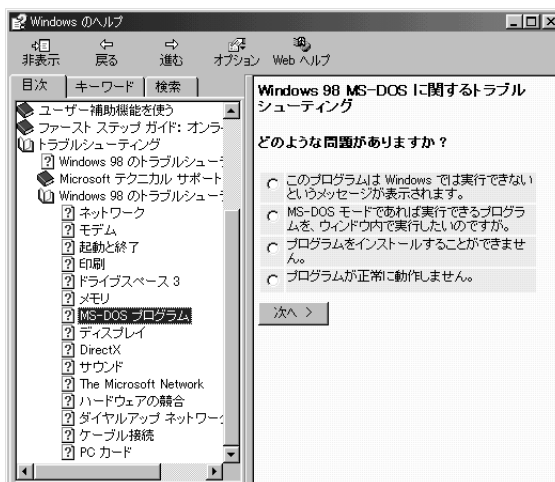 Windows のヘルプ
非表示 戻る 進む オプション Web ヘルプ
目次 キーワード 検索
ユーザー補助機能を使う
ファースト ステップ ガイド: オンラ
トラブルシューティング
Windows 98 のトラブルシュー
Microsoft テクニカル サポート
Windows 98 のトラブルシュー
ネットワーク
モデム
起動と終了
印刷
ドライブスペース 3
メモリ
MS-DOS プログラム
ディスプレイ
DirectX
サウンド
The Microsoft Network
ハードウェアの競合
ダイヤルアップ ネットワー
ケーブル接続
PC カード
Windows 98 MS-DOS に関するトラブル
シューティング
どのような問題がありますか？
このプログラムは Windows では実行できない
というメッセージが表示されます。
MS-DOS モードであれば実行できるプログラ
ムを、ウィンドウ内で実行したいのですが。
プログラムをインストールすることができませ
ん。
プログラムが正常に動作しません。
次へ >